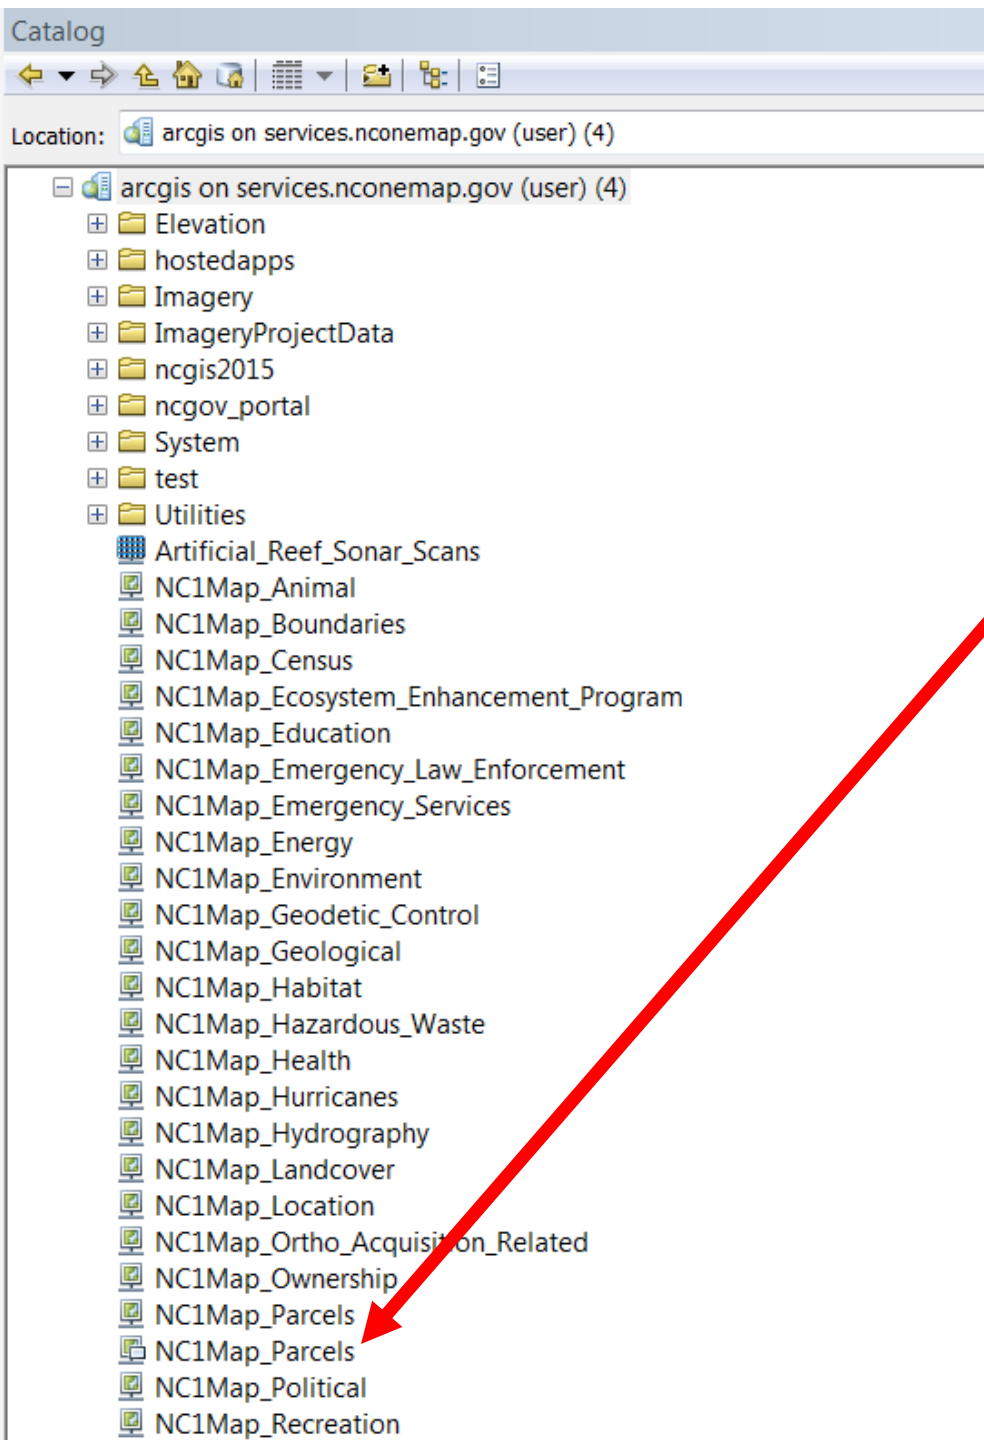 Catalog
Location: arcgis on services.nconemap.gov (user) (4)
arcgis on services.nconemap.gov (user) (4)
Elevation
hostedapps
Imagery
ImageryProjectData
ncgis2015
ncgov_portal
System
test
Utilities
Artificial_Reef_Sonar_Scans
NC1Map_Animal
NC1Map_Boundaries
NC1Map_Census
NC1Map_Ecosystem_Enhancement_Program
NC1Map_Education
NC1Map_Emergency_Law_Enforcement
NC1Map_Emergency_Services
NC1Map_Energy
NC1Map_Environment
NC1Map_Geodetic_Control
NC1Map_Geological
NC1Map_Habitat
NC1Map_Hazardous_Waste
NC1Map_Health
NC1Map_Hurricanes
NC1Map_Hydrography
NC1Map_Landcover
NC1Map_Location
NC1Map_Ortho_Acquisition_Related
NC1Map_Ownership
NC1Map_Parcels
NC1Map_Parcels
NC1Map_Political
NC1Map_Recreation